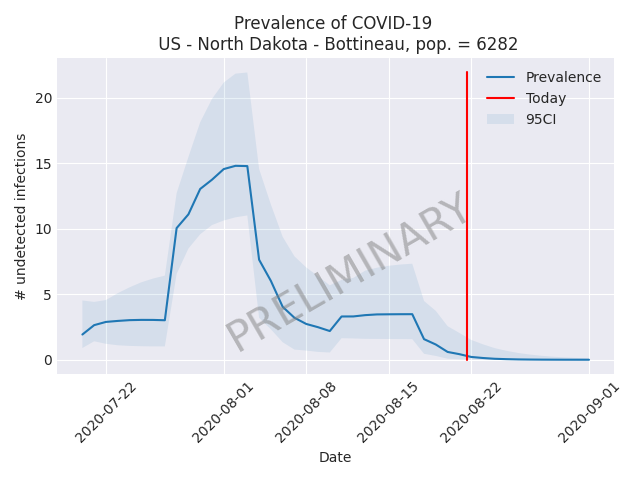 Prevalence of COVID-19
US - North Dakota - Bottineau, pop. = 6282
# undetected infections
20
15
10
5
0
Prevalence
Today
95CI
PRELIMINARY
2020-07-22
2020-08-01
2020-08-08
2020-08-15
2020-08-22
2020-09-01
Date